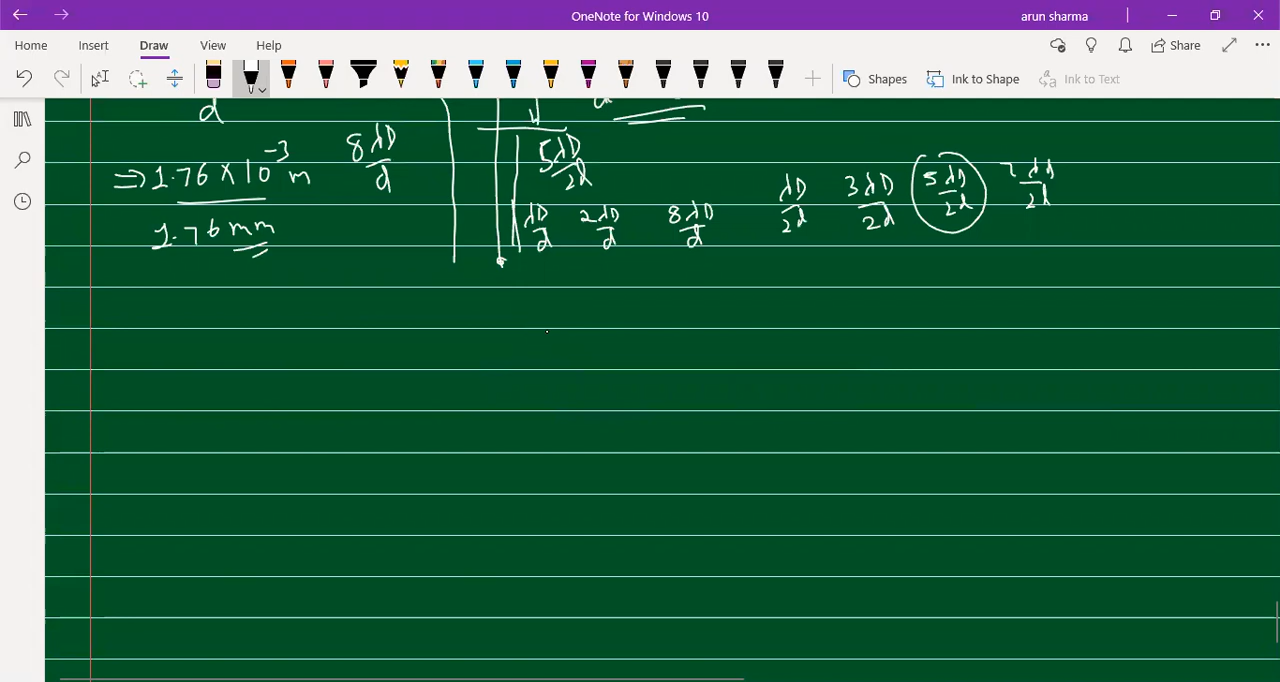 OneNote for Windows 10
arun sharma
Home Insert Draw View Help
Share
Shapes Ink to Shape Ink to Text
d
⇒ 1.76 × 10⁻³ m
1.76 mm
8λD/d
5λD/2d
λD/d 2λD/d 8λD/d
λD/2d 3λD/2d 5λD/2d 7λD/2d